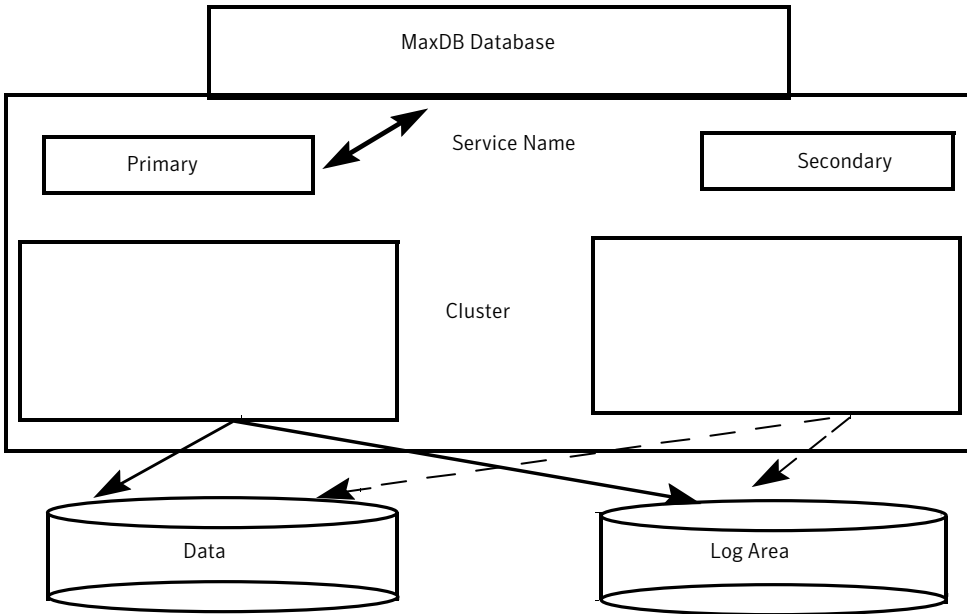 MaxDB Database
Service Name
Primary
Secondary
Cluster
Data
Log Area